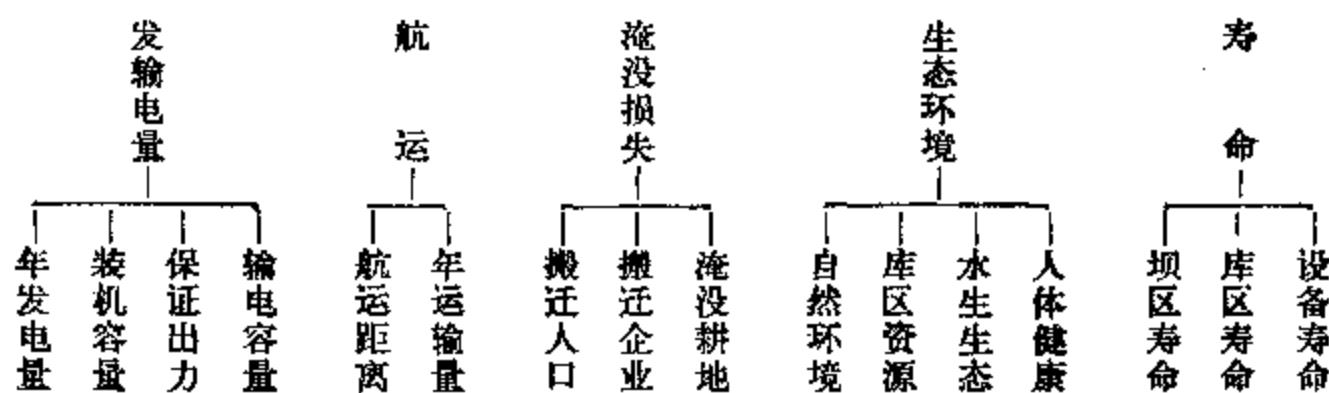 发输电量
航运
淹没损失
生态环境
寿命
年发电量
装机容量
保证出力
输电容量
航运距离
年运输量
搬迁人口
搬迁企业
淹没耕地
自然环境
库区资源
水生生态
人体健康
坝区寿命
库区寿命
设备寿命